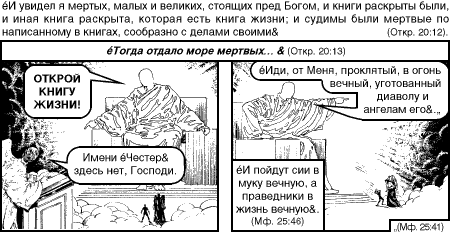 éИ увидел я мертых, малых и великих, стоящих пред Богом, и книги раскрыты были,
и иная книга раскрыта, которая есть книга жизни; и судимы были мертвые по
написанному в книгах, сообразно с делами своими& (Откр. 20:12).
éТогда отдало море мертвых... & (Откр. 20:13)
ОТКРОЙ
КНИГУ
ЖИЗНИ!
Имени éЧестер&
здесь нет, Господи.
éИди, от Меня, проклятый, в огонь
вечный, уготованный
диаволу и
ангелам его&.„
éИ пойдут сии в
муку вечную, а
праведники в
жизнь вечную&.
(Мф. 25:46)
„(Мф. 25:41)